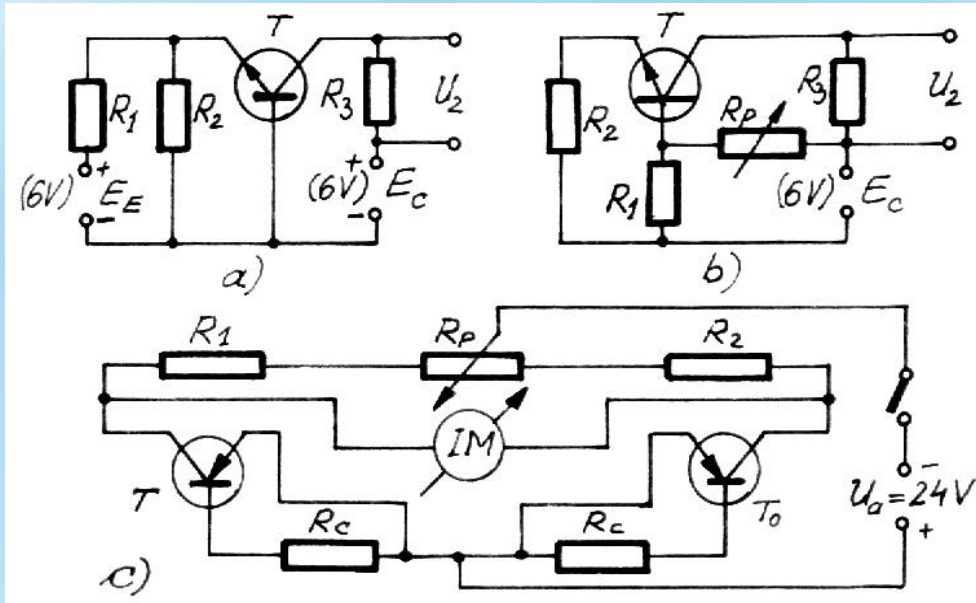 T
R1
R2
R3
U2
+
(6V) EE
-
+
(6V) EC
-
a)
T
R2
RP
R3
U2
R1
(6V) EC
b)
R1
RP
R2
IM
T
T0
RC
RC
-
Ua=24V
+
c)